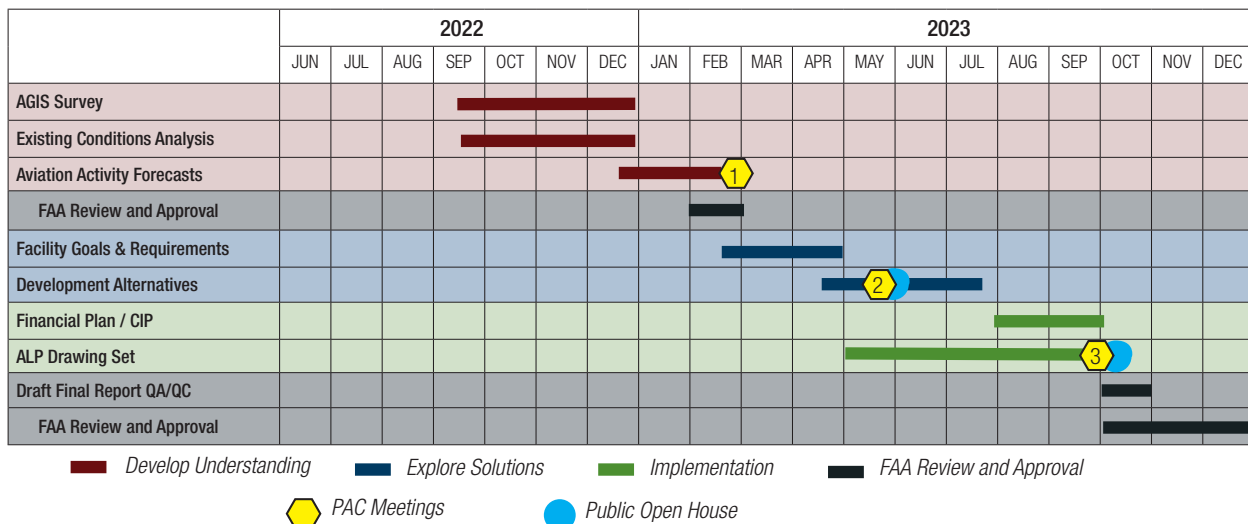 2022 2023
JUN JUL AUG SEP OCT NOV DEC JAN FEB MAR APR MAY JUN JUL AUG SEP OCT NOV DEC
AGIS Survey
Existing Conditions Analysis
Aviation Activity Forecasts 1
FAA Review and Approval
Facility Goals & Requirements
Development Alternatives 2
Financial Plan / CIP
ALP Drawing Set 3
Draft Final Report QA/QC
FAA Review and Approval
Develop Understanding Explore Solutions Implementation FAA Review and Approval
PAC Meetings Public Open House